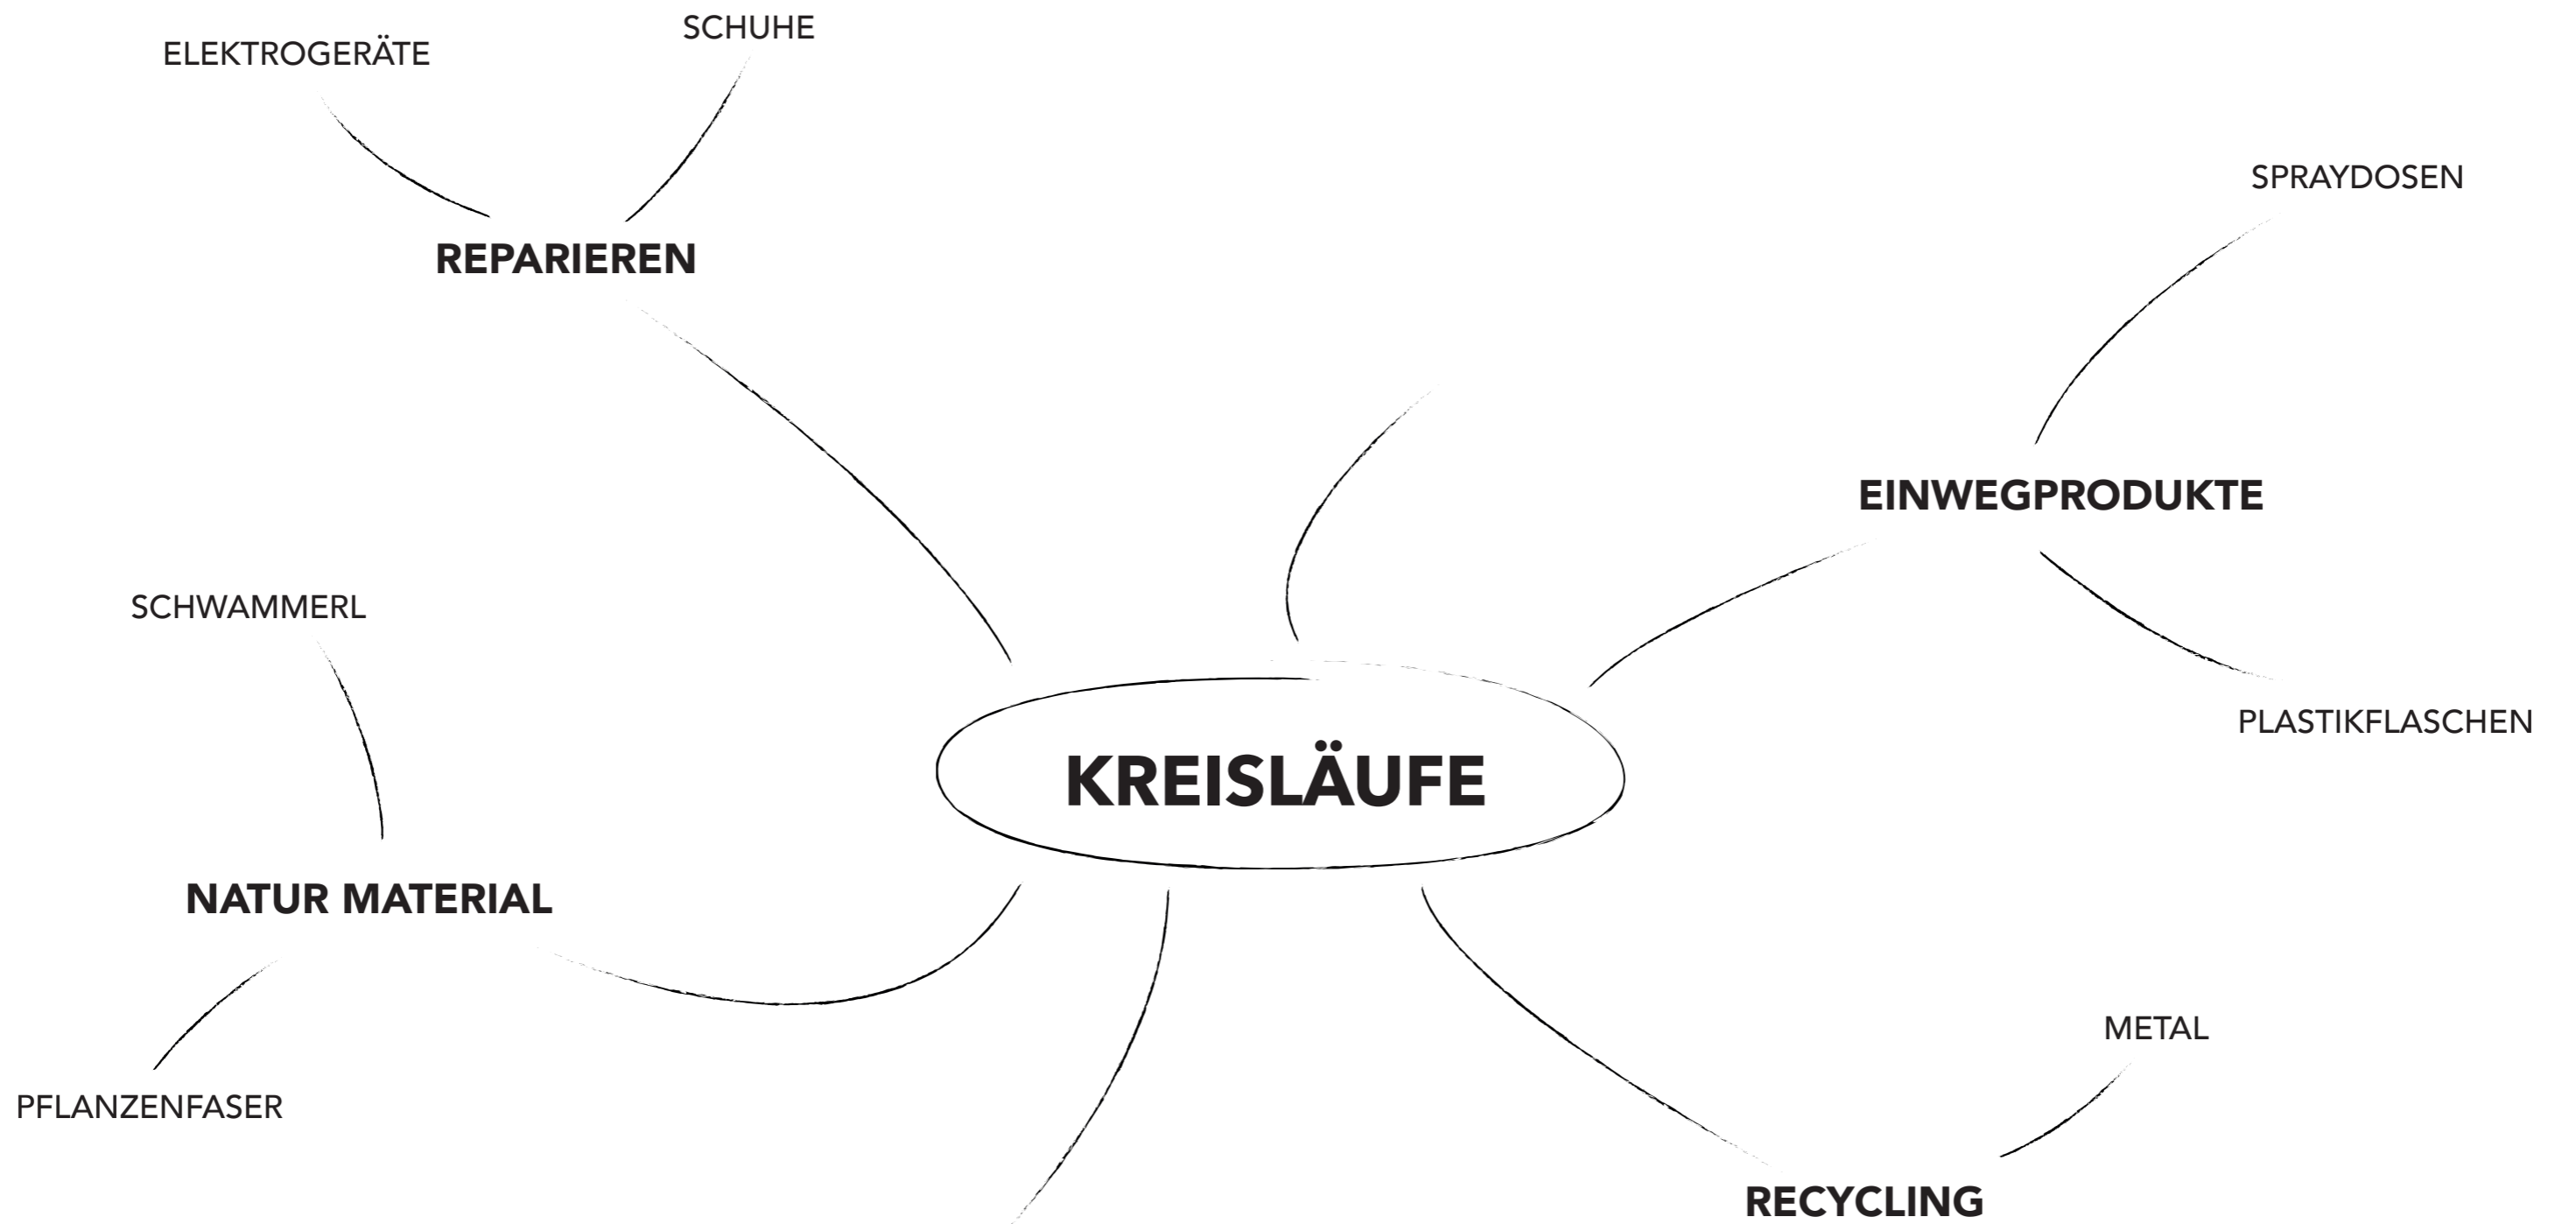 SCHUHE
ELEKTROGERÄTE
SPRAYDOSEN
REPARIEREN
EINWEGPRODUKTE
SCHWAMMERL
PLASTIKFLASCHEN
KREISLÄUFE
NATUR MATERIAL
METAL
PFLANZENFASER
RECYCLING